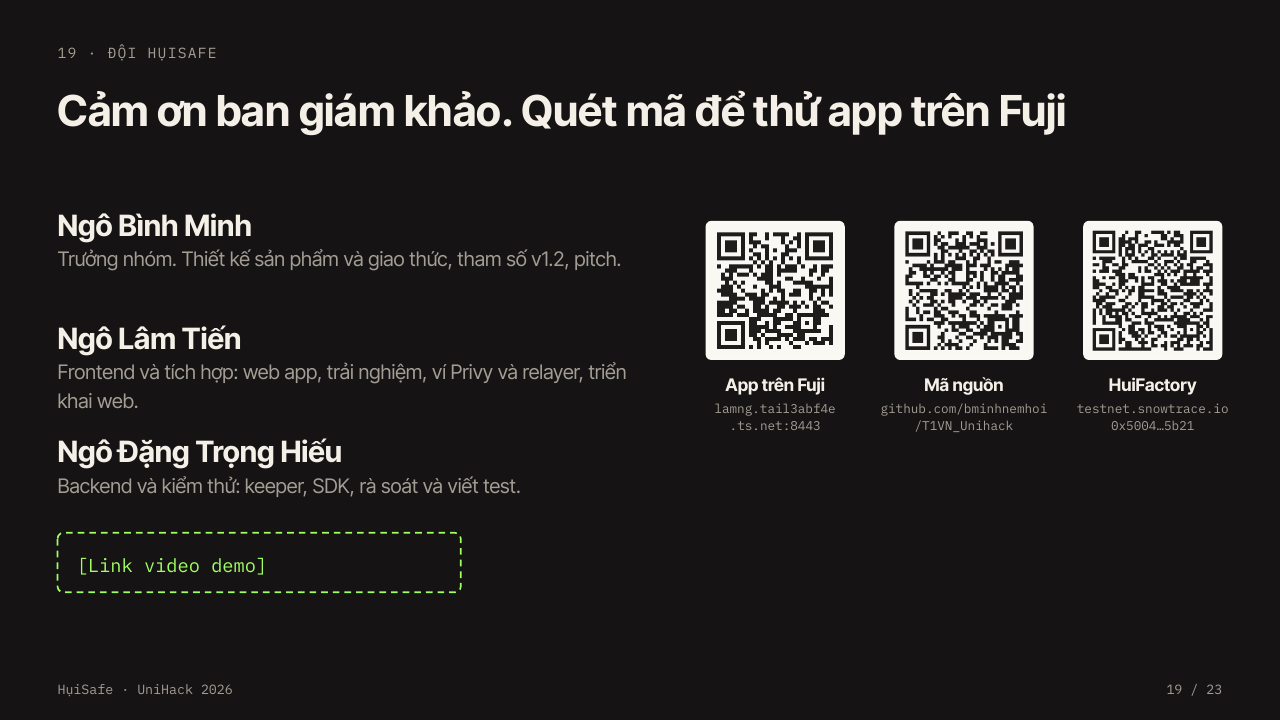 19 · ĐỘI HỤISAFE
Cảm ơn ban giám khảo. Quét mã để thử app trên Fuji
Ngô Bình Minh
Trưởng nhóm. Thiết kế sản phẩm và giao thức, tham số v1.2, pitch.
Ngô Lâm Tiến
Frontend và tích hợp: web app, trải nghiệm, ví Privy và relayer, triển
khai web.
Ngô Đặng Trọng Hiếu
Backend và kiểm thử: keeper, SDK, rà soát và viết test.
[Link video demo]
App trên Fuji
lamng.tail3abf4e
.ts.net:8443
Mã nguồn
github.com/bminhnemhoi
/T1VN_Unihack
HuiFactory
testnet.snowtrace.io
0x5004…5b21
HụiSafe · UniHack 2026
19 / 23